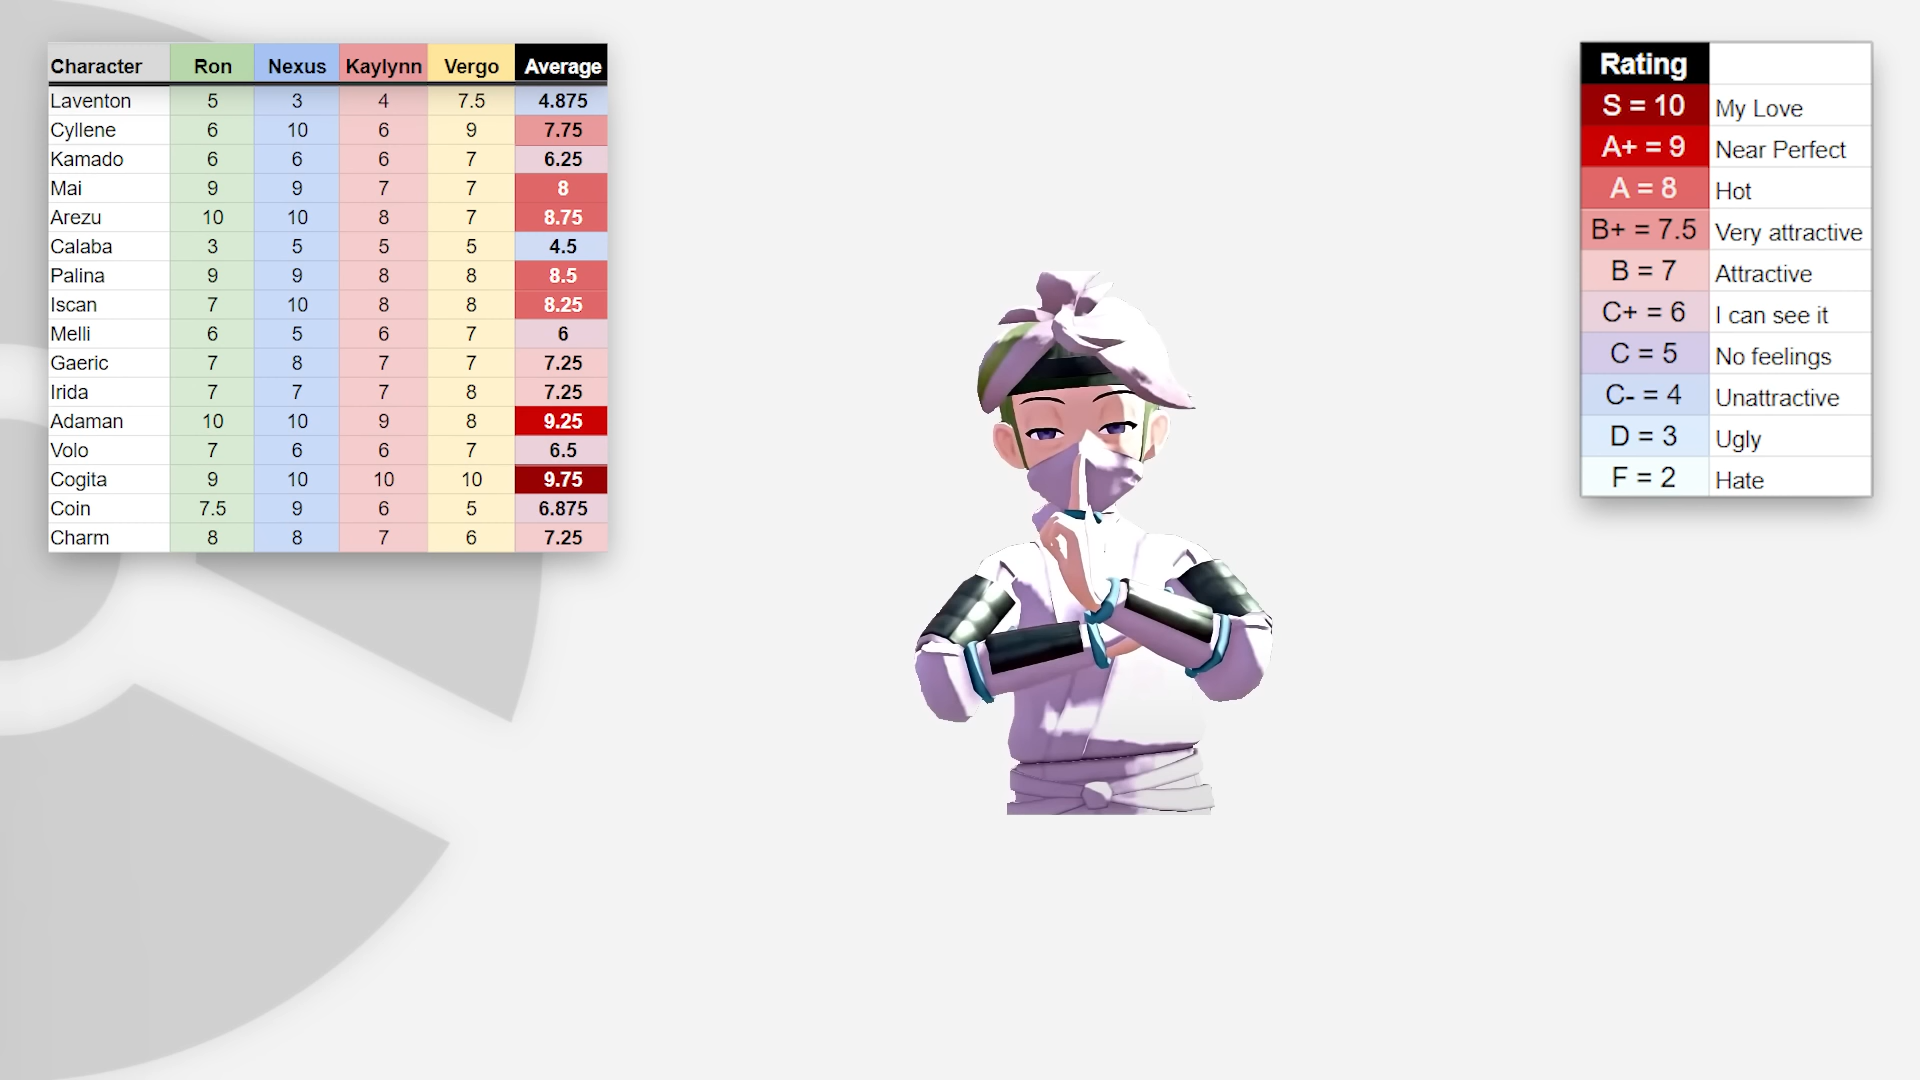 Character Ron Nexus Kaylynn Vergo Average
Laventon 5 3 4 7.5 4.875
Cyllene 6 10 6 9 7.75
Kamado 6 6 6 7 6.25
Mai 9 9 7 7 8
Arezu 10 10 8 7 8.75
Calaba 3 5 5 5 4.5
Palina 9 9 8 8 8.5
Iscan 7 10 8 8 8.25
Melli 6 5 6 7 6
Gaeric 7 8 7 7 7.25
Irida 7 7 7 8 7.25
Adaman 10 10 9 8 9.25
Volo 7 6 6 7 6.5
Cogita 9 10 10 10 9.75
Coin 7.5 9 6 5 6.875
Charm 8 8 7 6 7.25
Rating
S = 10 My Love
A+ = 9 Near Perfect
A = 8 Hot
B+ = 7.5 Very attractive
B = 7 Attractive
C+ = 6 I can see it
C = 5 No feelings
C- = 4 Unattractive
D = 3 Ugly
F = 2 Hate